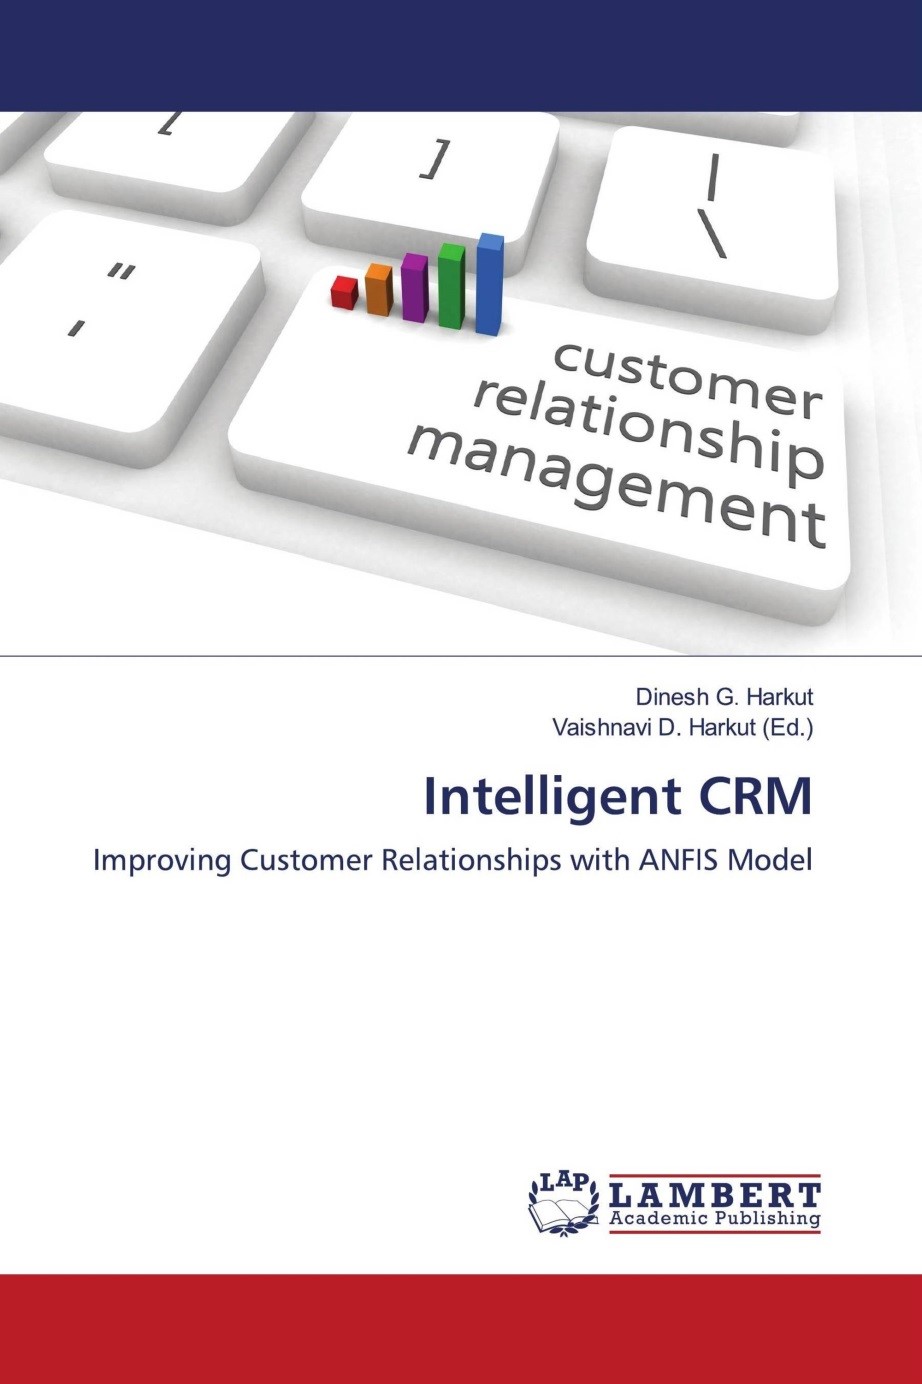 [
]
|
\
"
'
customer
relationship
management
Dinesh G. Harkut
Vaishnavi D. Harkut (Ed.)
Intelligent CRM
Improving Customer Relationships with ANFIS Model
LAP
LAMBERT
Academic Publishing